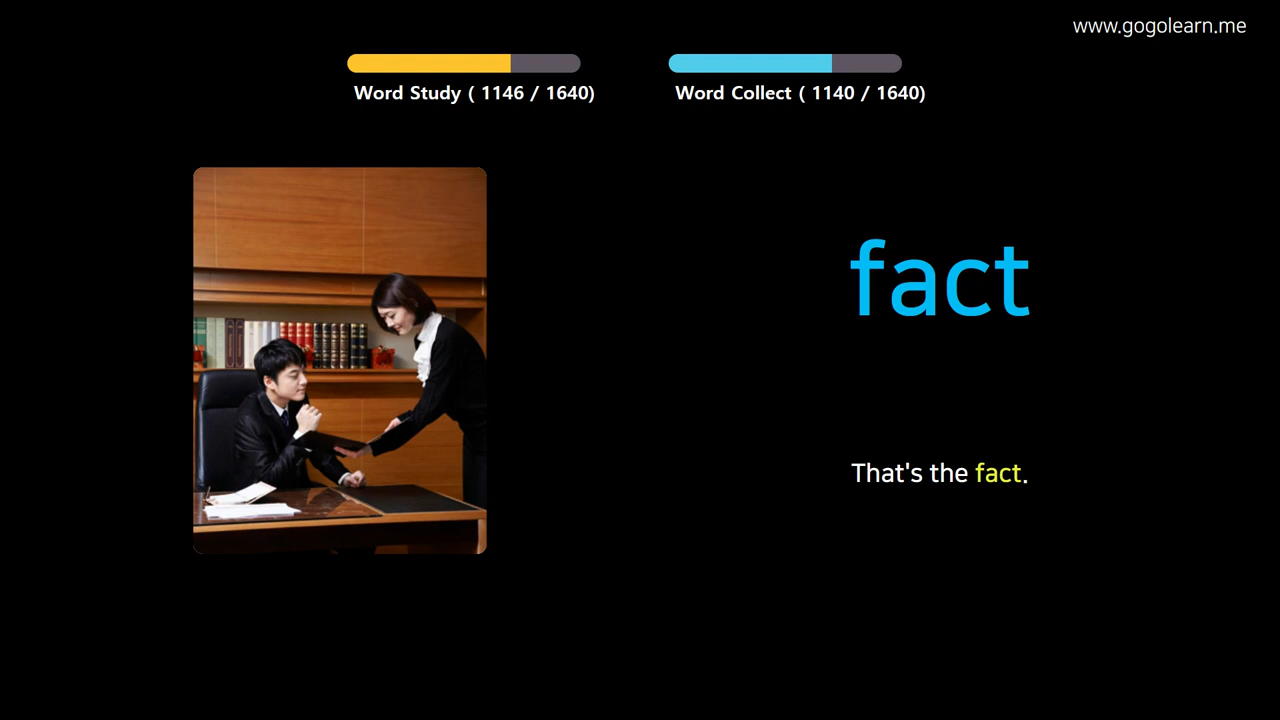 www.gogolearn.me
Word Study ( 1146 / 1640)
Word Collect ( 1140 / 1640)
fact
That's the fact.